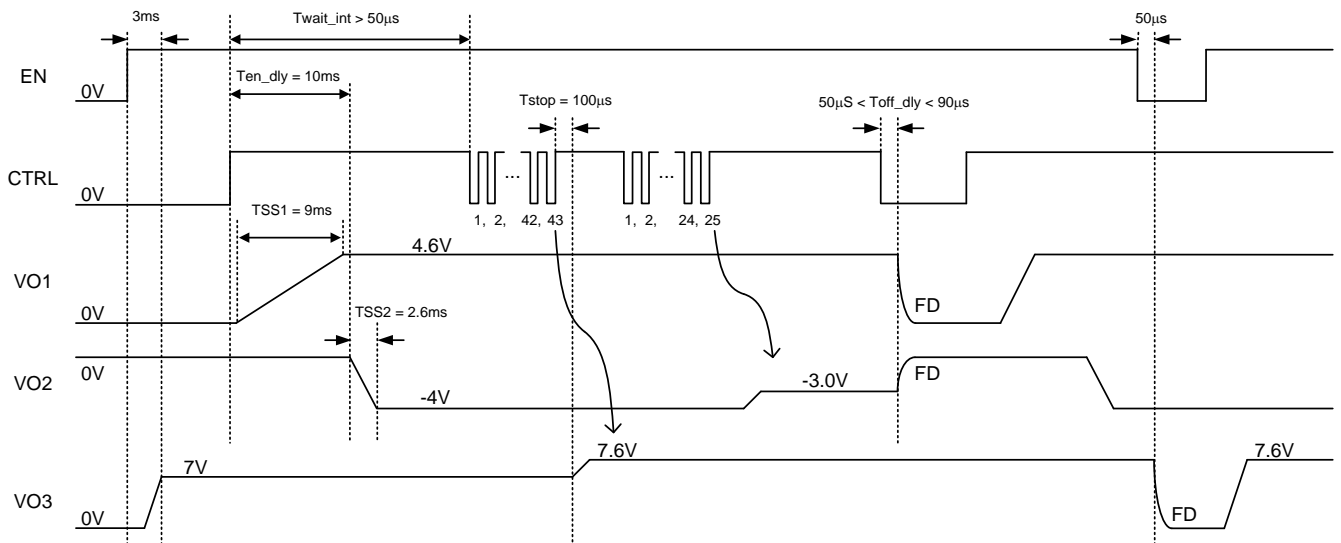 3ms
Twait_int > 50μs
50μs
EN
0V
Ten_dly = 10ms
Tstop = 100μs
50μS < Toff_dly < 90μs
CTRL
0V
...
...
TSS1 = 9ms
1, 2, 42, 43
1, 2, 24, 25
4.6V
VO1
0V
FD
TSS2 = 2.6ms
0V
VO2
-4V
-3.0V
FD
7V
7.6V
7.6V
VO3
0V
FD